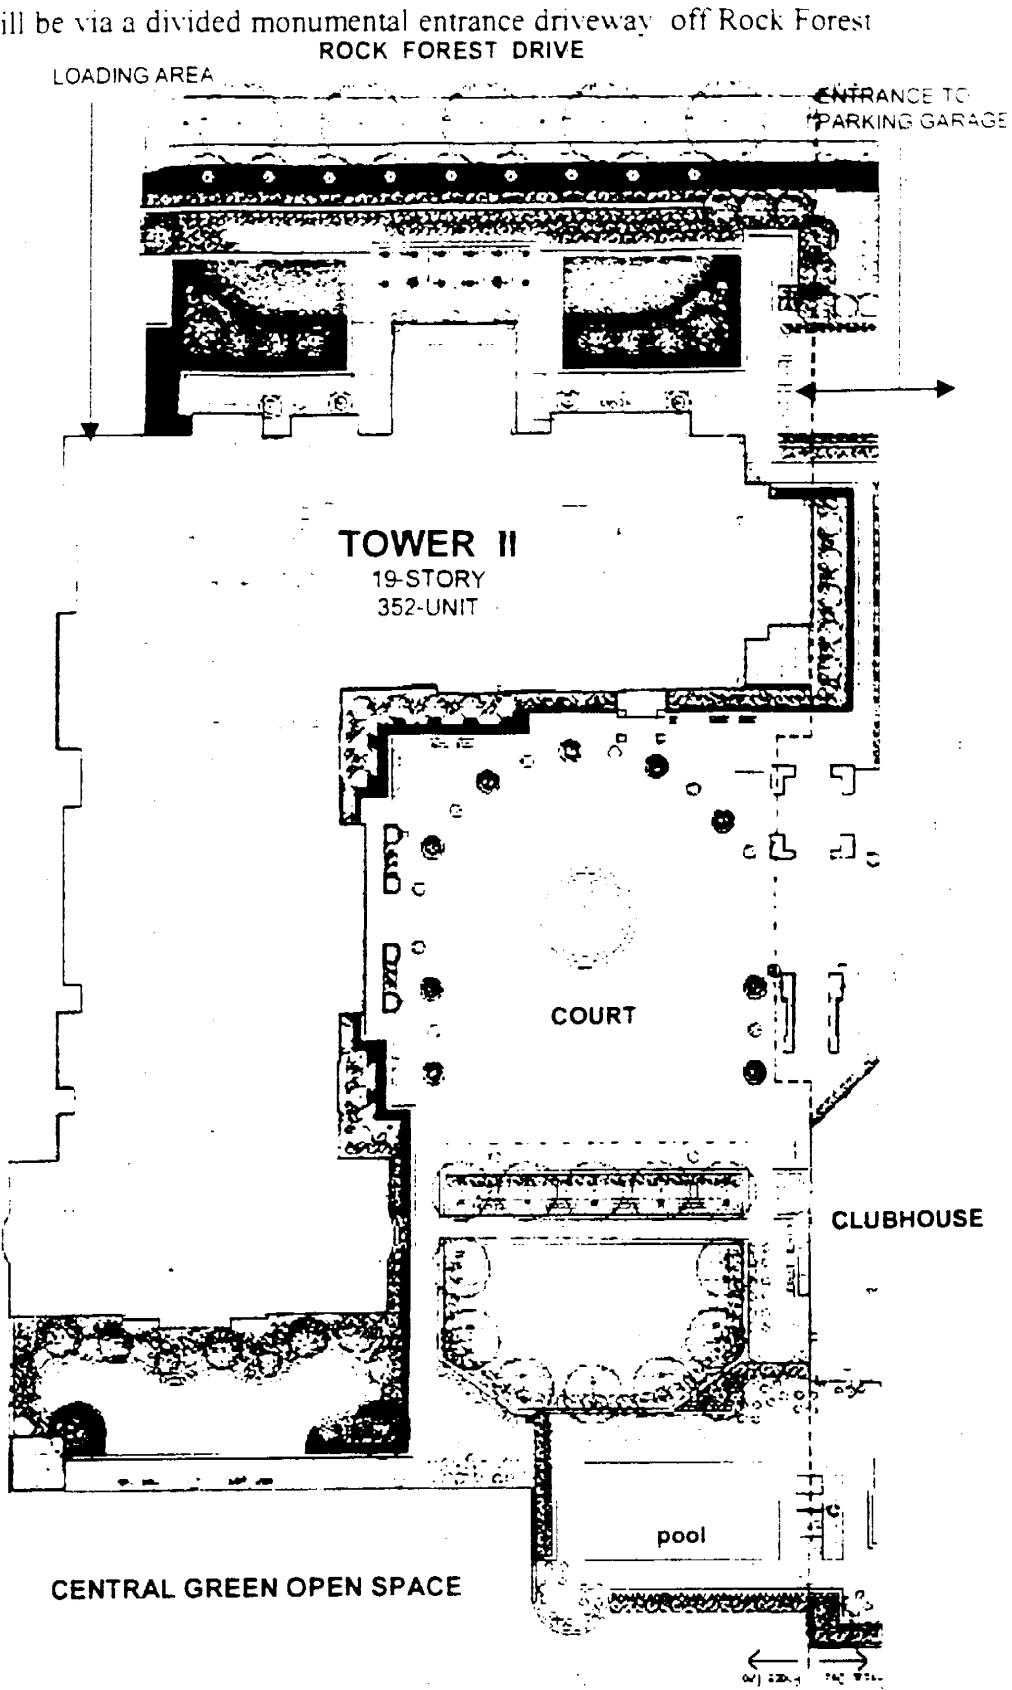 ill be via a divided monumental entrance driveway off Rock Forest
ROCK FOREST DRIVE
LOADING AREA
ENTRANCE TO
PARKING GARAGE
TOWER II
19-STORY
352-UNIT
COURT
CLUBHOUSE
pool
CENTRAL GREEN OPEN SPACE